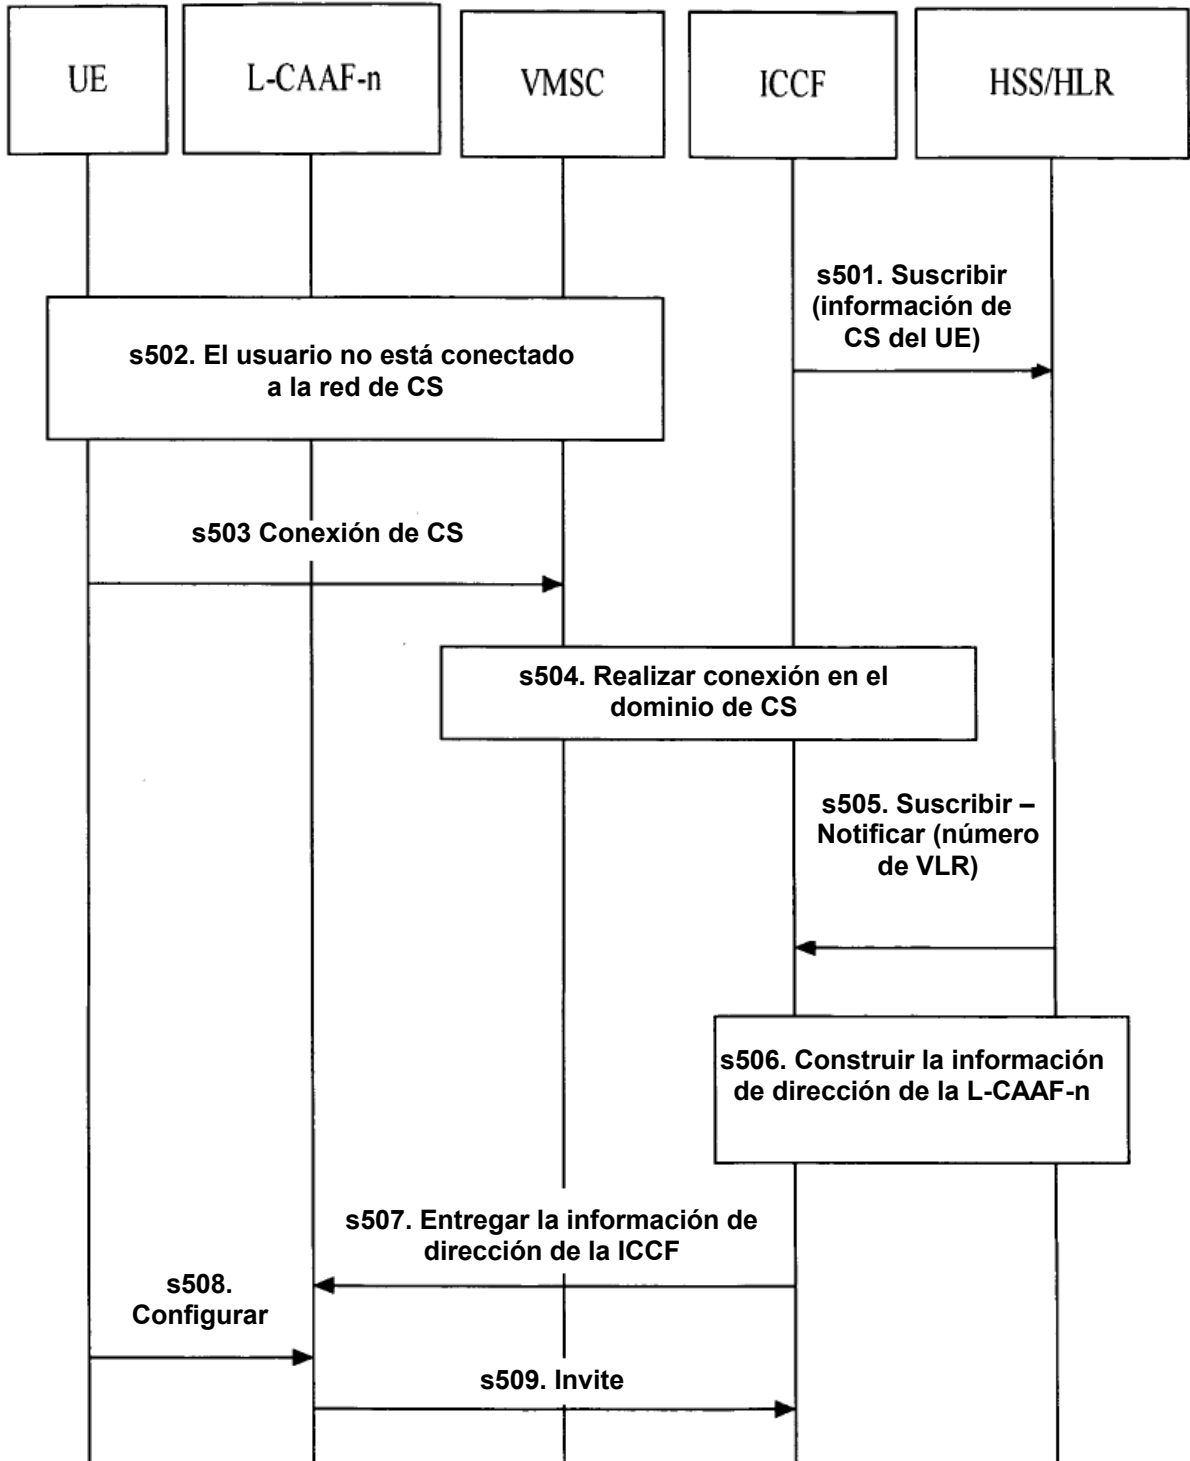 UE
L-CAAF-n
VMSC
ICCF
HSS/HLR
s501. Suscribir
(información de
CS del UE)
s502. El usuario no está conectado
a la red de CS
s503 Conexión de CS
s504. Realizar conexión en el
dominio de CS
s505. Suscribir –
Notificar (número
de VLR)
s506. Construir la información
de dirección de la L-CAAF-n
s507. Entregar la información de
dirección de la ICCF
s508.
Configurar
s509. Invite